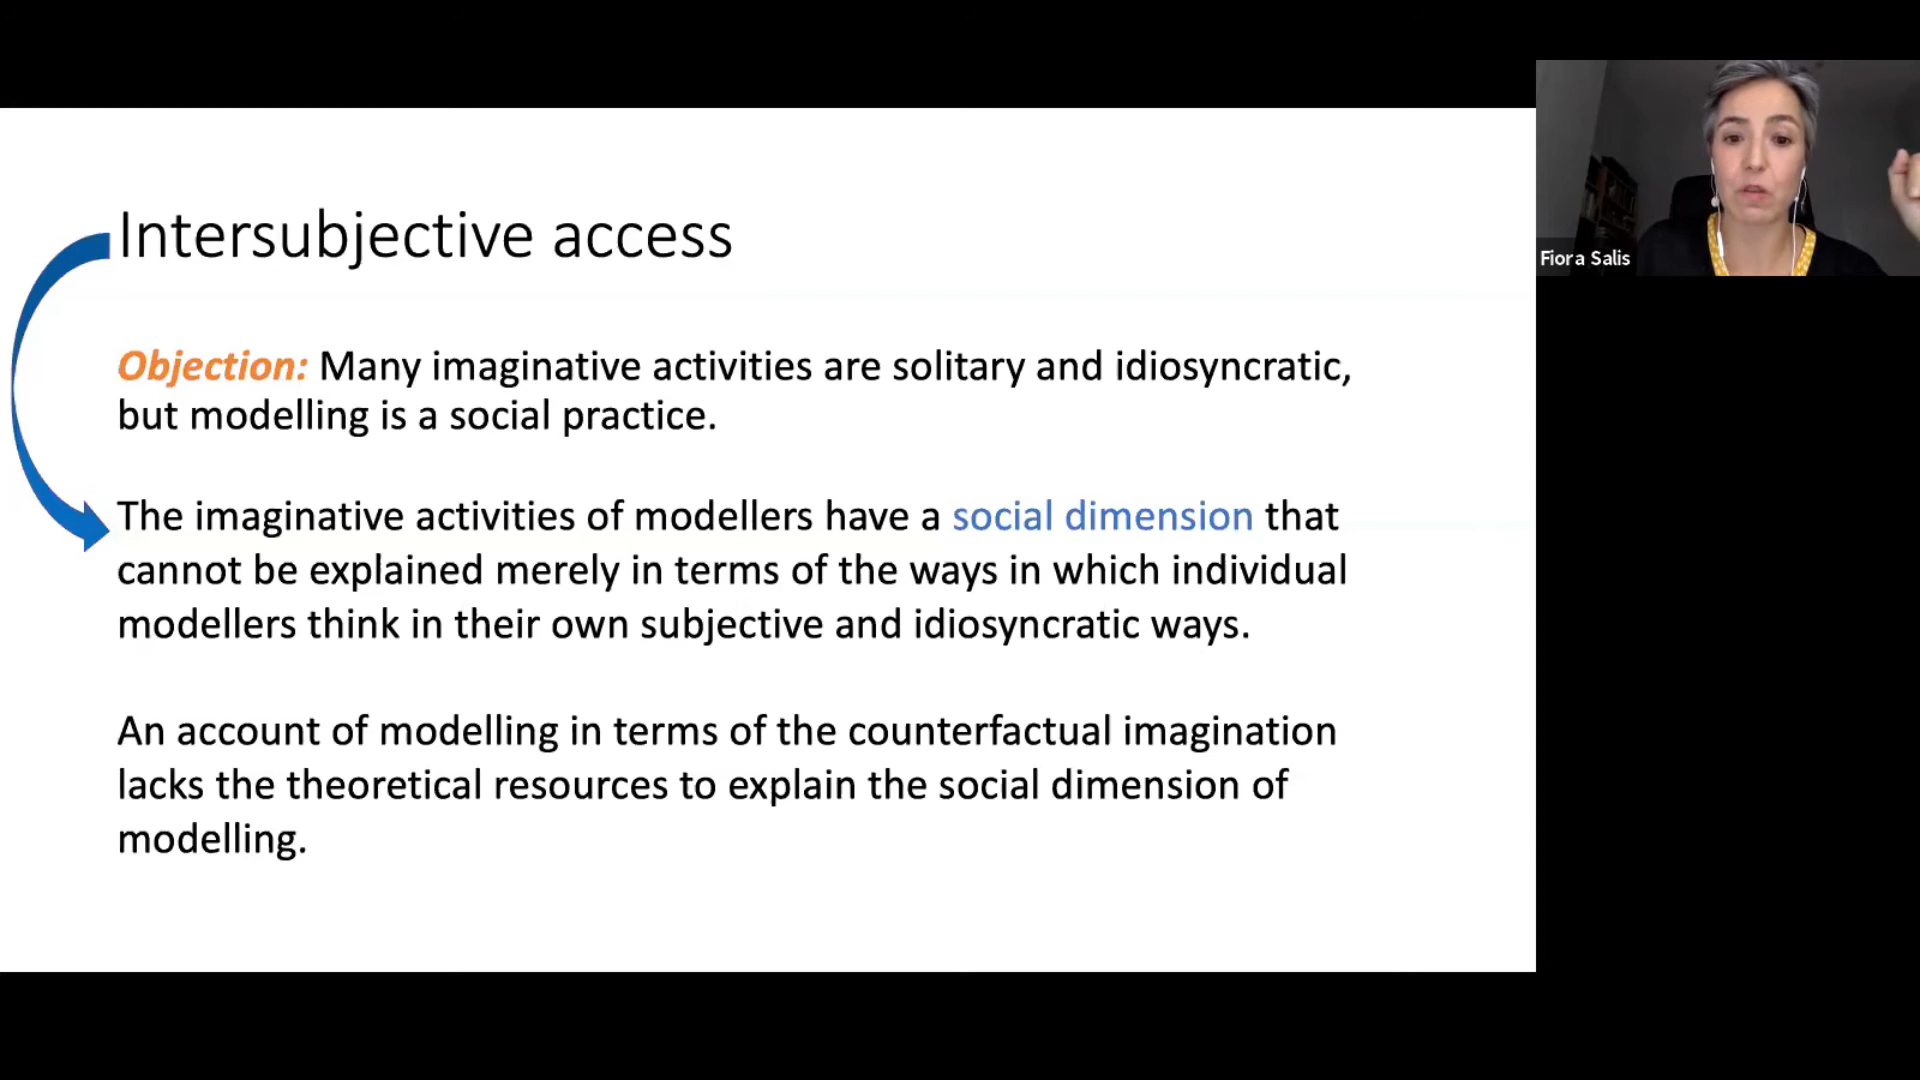 Intersubjective access
Objection: Many imaginative activities are solitary and idiosyncratic,
but modelling is a social practice.
The imaginative activities of modellers have a social dimension that
cannot be explained merely in terms of the ways in which individual
modellers think in their own subjective and idiosyncratic ways.
An account of modelling in terms of the counterfactual imagination
lacks the theoretical resources to explain the social dimension of
modelling.
Fiora Salis